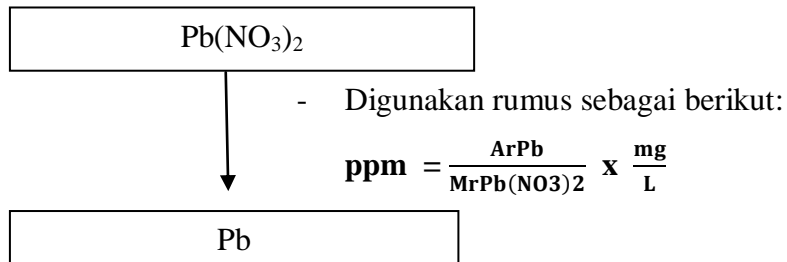 Pb(NO₃)₂
- Digunakan rumus sebagai berikut:
ppm = ArPb / MrPb(NO3)2 x mg / L
Pb